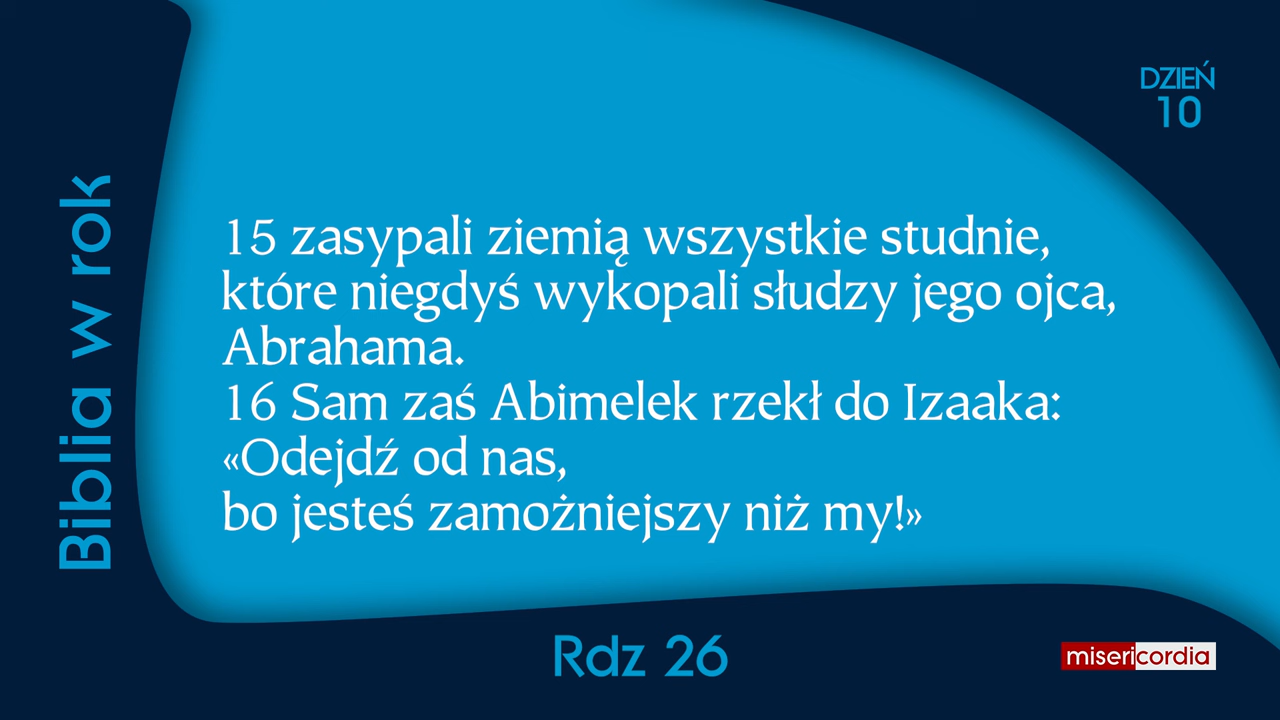 DZIEŃ
10
Biblia w rok
15 zasypali ziemią wszystkie studnie,
które niegdyś wykopali słudzy jego ojca,
Abrahama.
16 Sam zaś Abimelek rzekł do Izaaka:
«Odejdź od nas,
bo jesteś zamożniejszy niż my!»
Rdz 26
misericordia